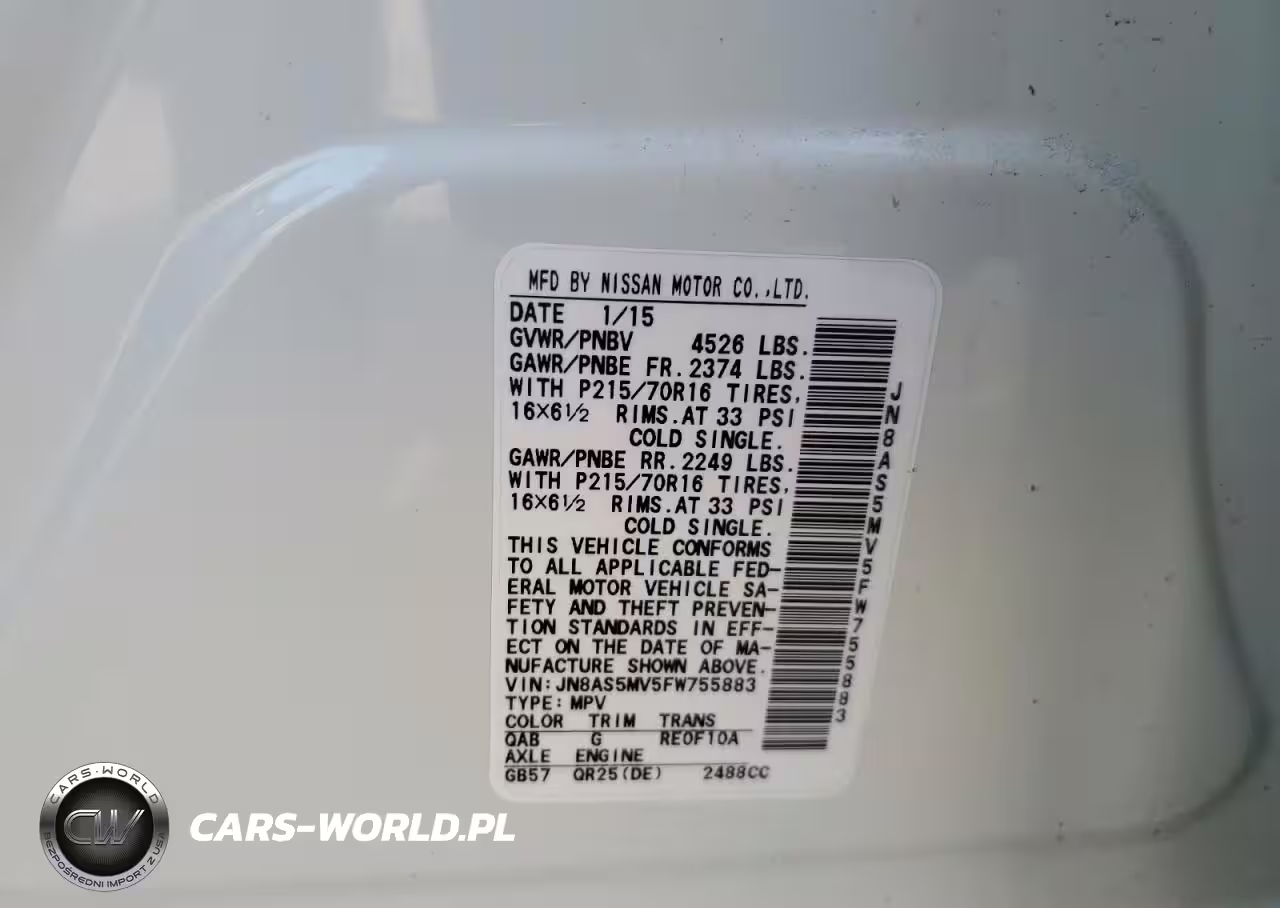 MFD BY NISSAN MOTOR CO.,LTD.
DATE 1/15
GVWR/PNBV 4526 LBS.
GAWR/PNBE FR. 2374 LBS.
WITH P215/70R16 TIRES,
16×6½ RIMS. AT 33 PSI
COLD SINGLE.
GAWR/PNBE RR. 2249 LBS.
WITH P215/70R16 TIRES,
16×6½ RIMS. AT 33 PSI
COLD SINGLE.
THIS VEHICLE CONFORMS
TO ALL APPLICABLE FED-
ERAL MOTOR VEHICLE SA-
FETY AND THEFT PREVEN-
TION STANDARDS IN EFF-
ECT ON THE DATE OF MA-
NUFACTURE SHOWN ABOVE.
VIN: JN8AS5MV5FW755883
TYPE: MPV
COLOR TRIM TRANS
QAB G RE0F10A
AXLE ENGINE
GB57 QR25(DE) 2488CC
JN8AS5MV5FW755883
CARS-WORLD
CW
BEZPOŚREDNI IMPORT Z USA
CARS-WORLD.PL